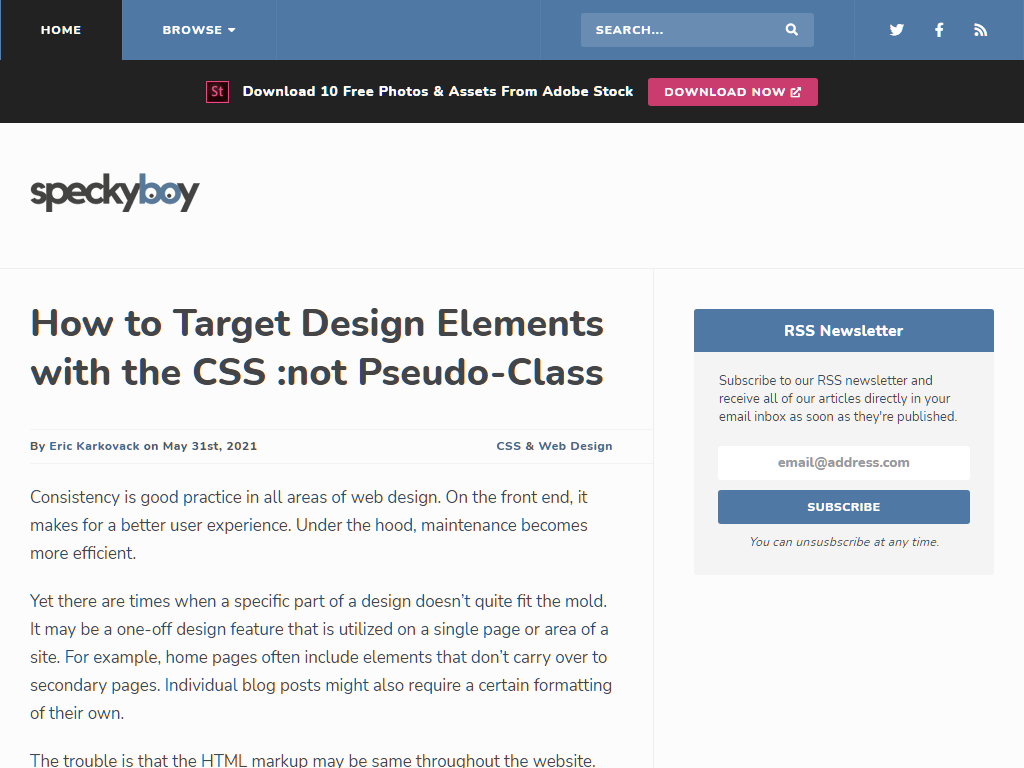 HOME
BROWSE
SEARCH...
St
Download 10 Free Photos & Assets From Adobe Stock
DOWNLOAD NOW
speckyboy
How to Target Design Elements
with the CSS :not Pseudo-Class
By Eric Karkovack on May 31st, 2021
CSS & Web Design
Consistency is good practice in all areas of web design. On the front end, it
makes for a better user experience. Under the hood, maintenance becomes
more efficient.
Yet there are times when a specific part of a design doesn’t quite fit the mold.
It may be a one-off design feature that is utilized on a single page or area of a
site. For example, home pages often include elements that don’t carry over to
secondary pages. Individual blog posts might also require a certain formatting
of their own.
The trouble is that the HTML markup may be same throughout the website.
RSS Newsletter
Subscribe to our RSS newsletter and
receive all of our articles directly in your
email inbox as soon as they're published.
email@address.com
SUBSCRIBE
You can unsusbscribe at any time.